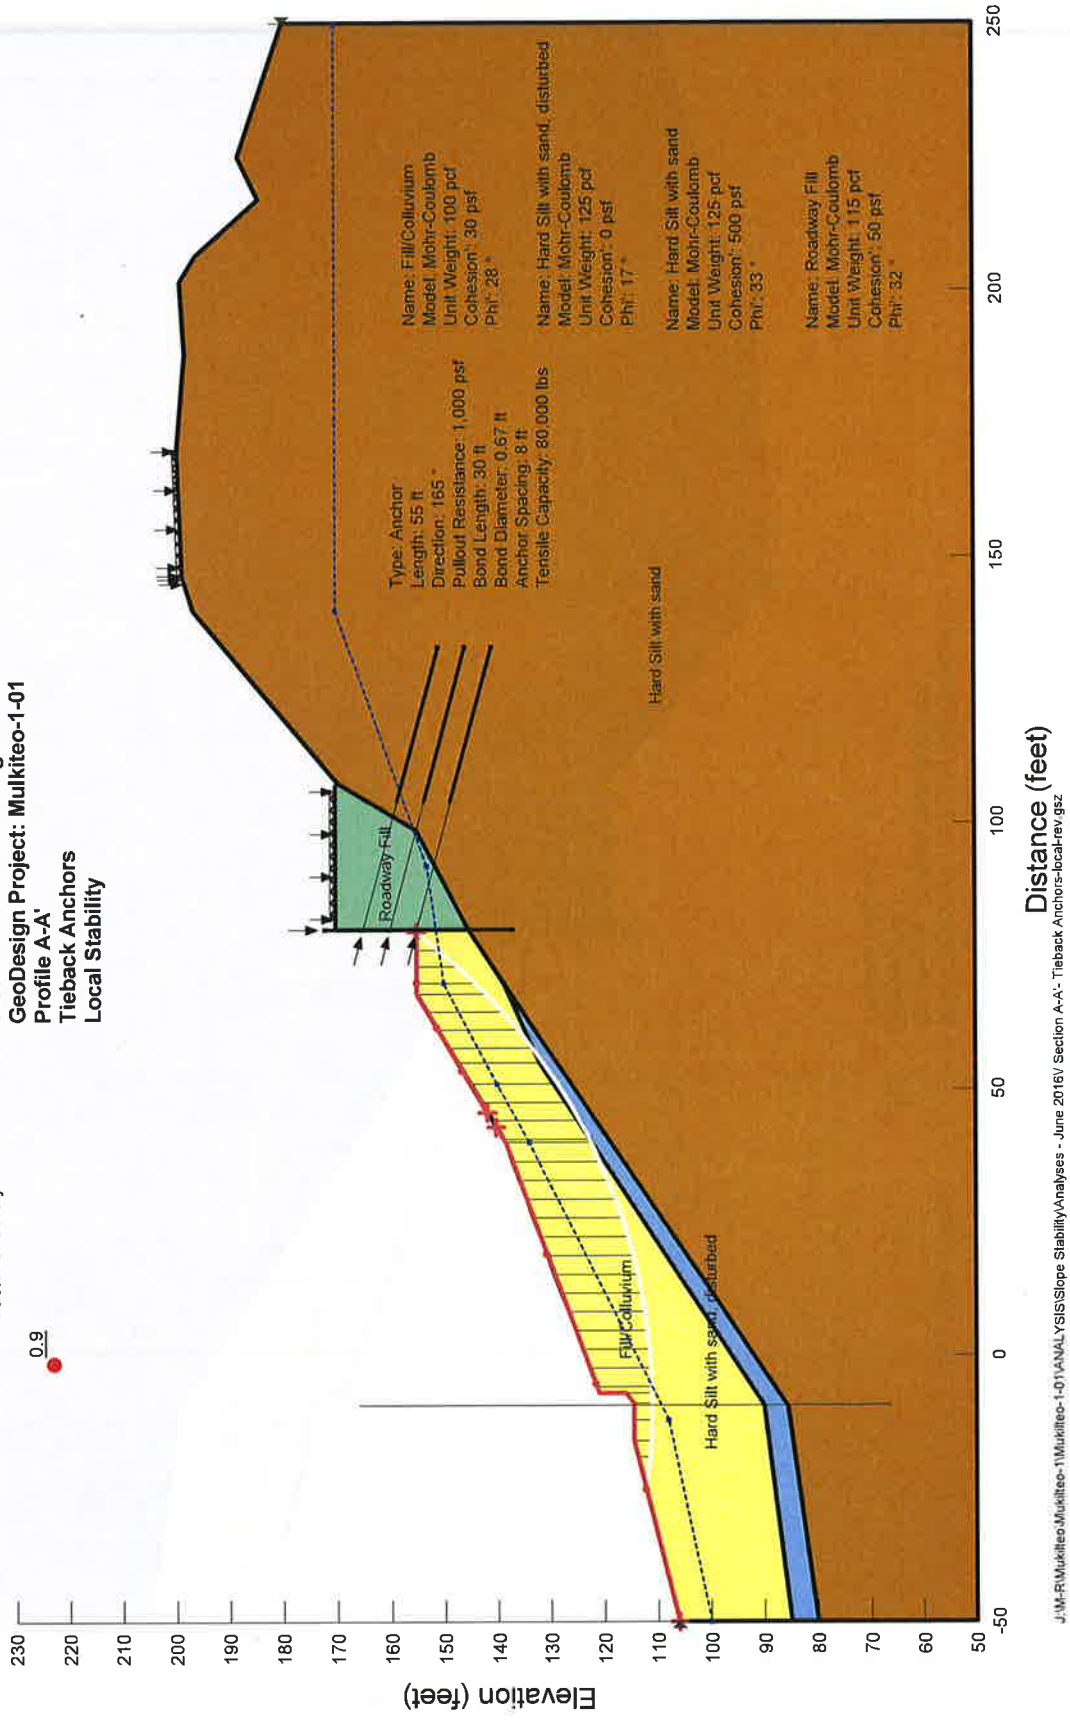 GeoDesign Project: Mulkiteo-1-01
Profile A-A'
Tieback Anchors
Local Stability
0.9
Elevation (feet)
230
220
210
200
190
180
170
160
150
140
130
120
110
100
90
80
70
60
50
Roadway Fill
Fill/Colluvium
Hard Silt with sand, disturbed
Hard Silt with sand
Type: Anchor
Length: 55 ft
Direction: 165 °
Pullout Resistance: 1,000 psf
Bond Length: 30 ft
Bond Diameter: 0.67 ft
Anchor Spacing: 8 ft
Tensile Capacity: 80,000 lbs
Name: Fill/Colluvium
Model: Mohr-Coulomb
Unit Weight: 100 pcf
Cohesion': 30 psf
Phi': 28 °
Name: Hard Silt with sand, disturbed
Model: Mohr-Coulomb
Unit Weight: 125 pcf
Cohesion': 0 psf
Phi': 17 °
Name: Hard Silt with sand
Model: Mohr-Coulomb
Unit Weight: 125 pcf
Cohesion': 500 psf
Phi': 33 °
Name: Roadway Fill
Model: Mohr-Coulomb
Unit Weight: 115 pcf
Cohesion': 50 psf
Phi': 32 °
-50
0
50
100
150
200
250
Distance (feet)
J:\M-R\Mukilteo\Mukilteo-1\Mukilteo-1-01\ANALYSIS\Slope Stability\Analyses - June 2016\/ Section A-A'- Tieback Anchors-local-rev.gsz